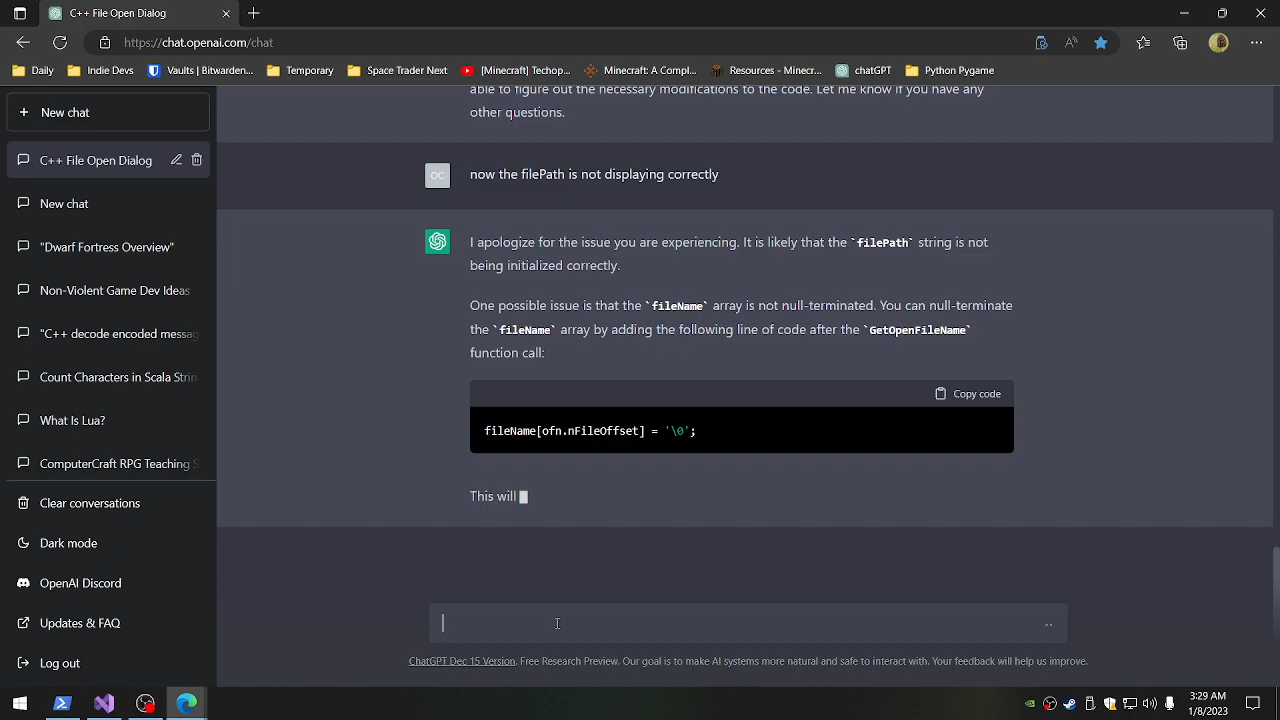 C++ File Open Dialog
https://chat.openai.com/chat
Daily
Indie Devs
Vaults | Bitwarden...
Temporary
Space Trader Next
[Minecraft] Techop...
Minecraft: A Compl...
Resources - Minecr...
chatGPT
Python Pygame
New chat
C++ File Open Dialog
New chat
"Dwarf Fortress Overview"
Non-Violent Game Dev Ideas
"C++ decode encoded messag
Count Characters in Scala Strin
What Is Lua?
ComputerCraft RPG Teaching S
Clear conversations
Dark mode
OpenAI Discord
Updates & FAQ
Log out
able to figure out the necessary modifications to the code. Let me know if you have any
other questions.
OC
now the filePath is not displaying correctly
I apologize for the issue you are experiencing. It is likely that the `filePath` string is not
being initialized correctly.
One possible issue is that the `fileName` array is not null-terminated. You can null-terminate
the `fileName` array by adding the following line of code after the `GetOpenFileName`
function call:
Copy code
fileName[ofn.nFileOffset] = '\0';
This will
ChatGPT Dec 15 Version. Free Research Preview. Our goal is to make AI systems more natural and safe to interact with. Your feedback will help us improve.
3:29 AM
1/8/2023